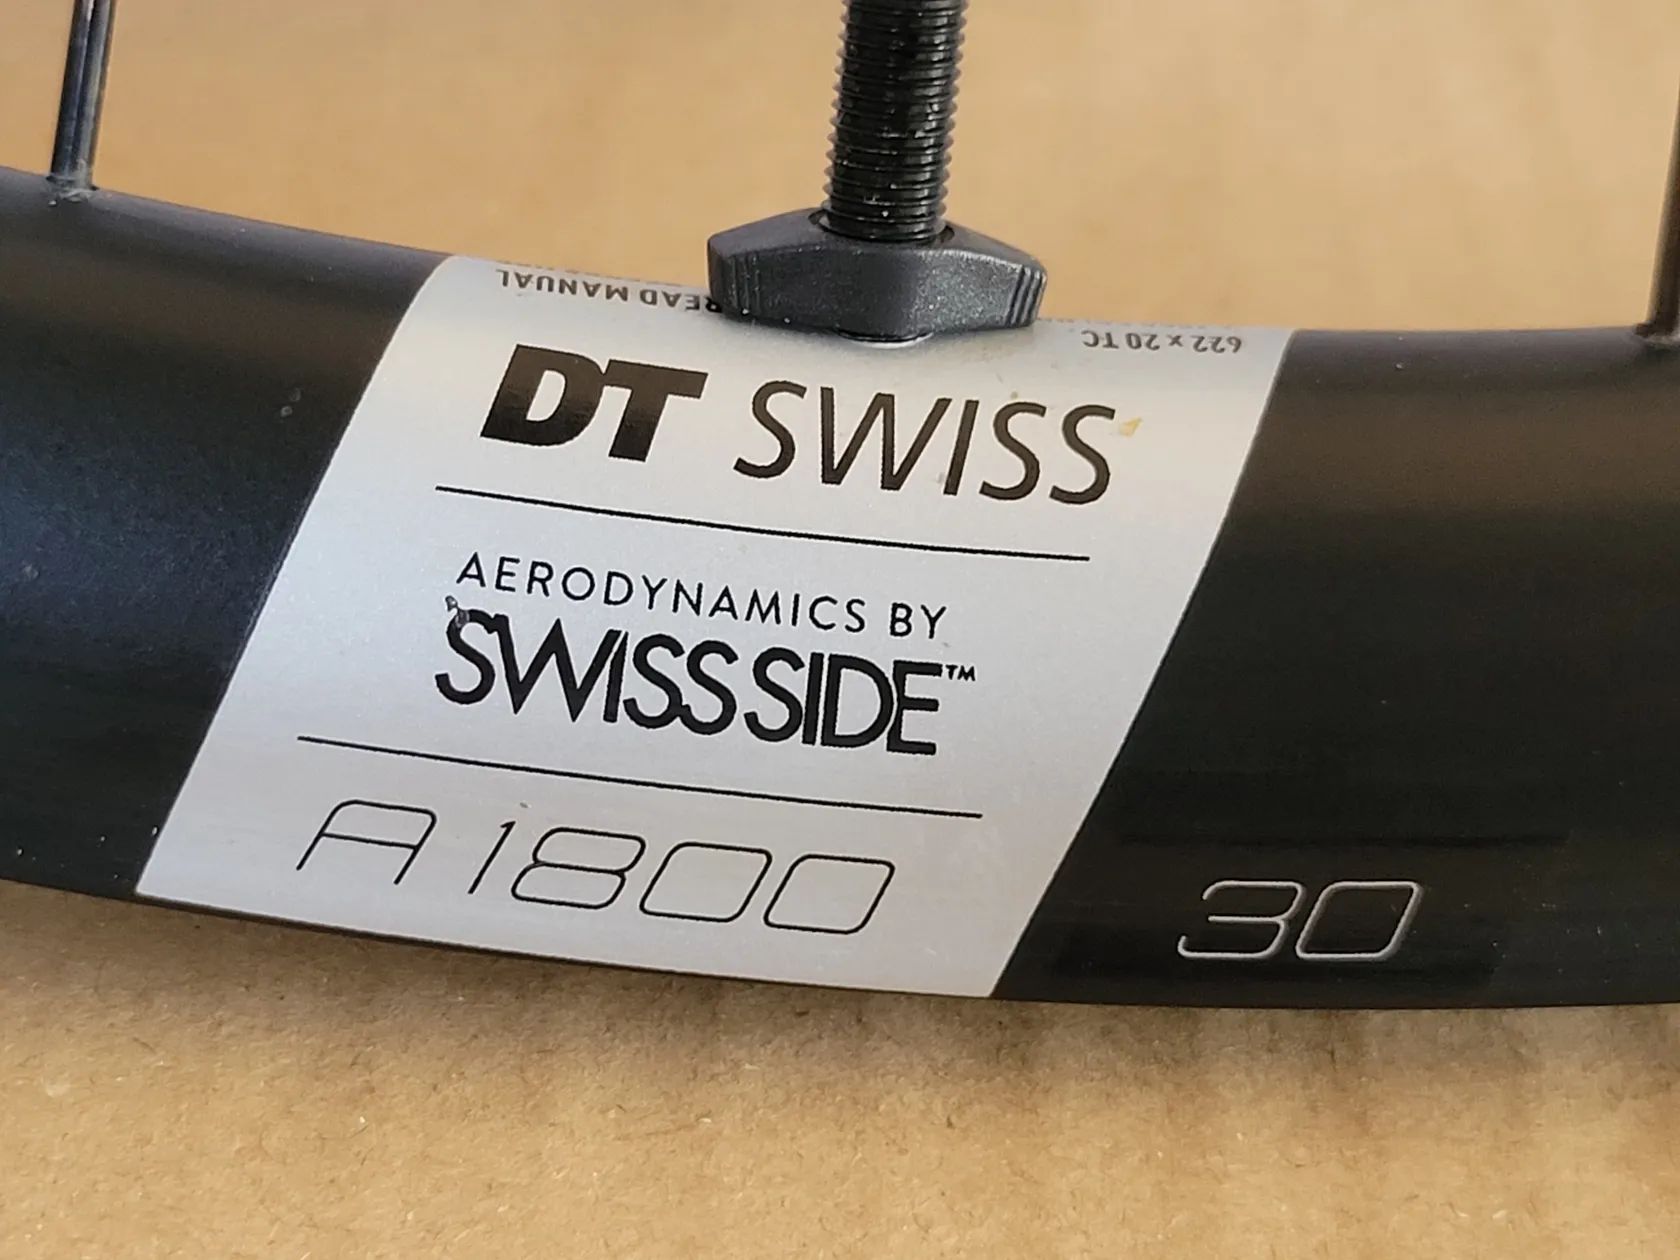 READ MANUAL
622 x 20 TC
DT SWISS
AERODYNAMICS BY
SWISS SIDE™
A 1800
30